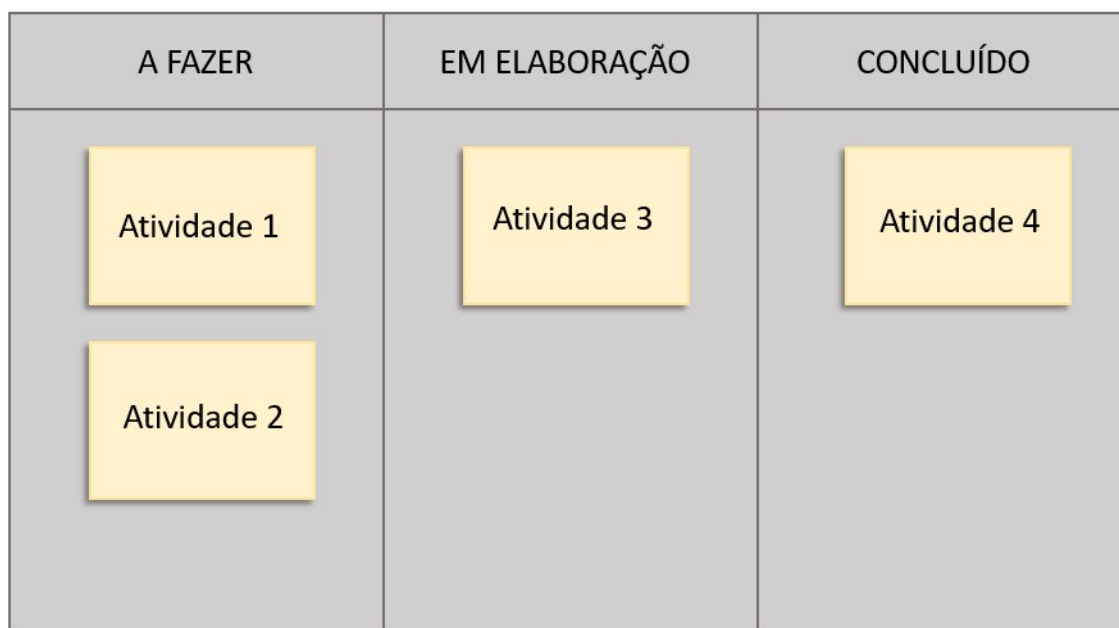 A FAZER
EM ELABORAÇÃO
CONCLUÍDO
Atividade 1
Atividade 3
Atividade 4
Atividade 2